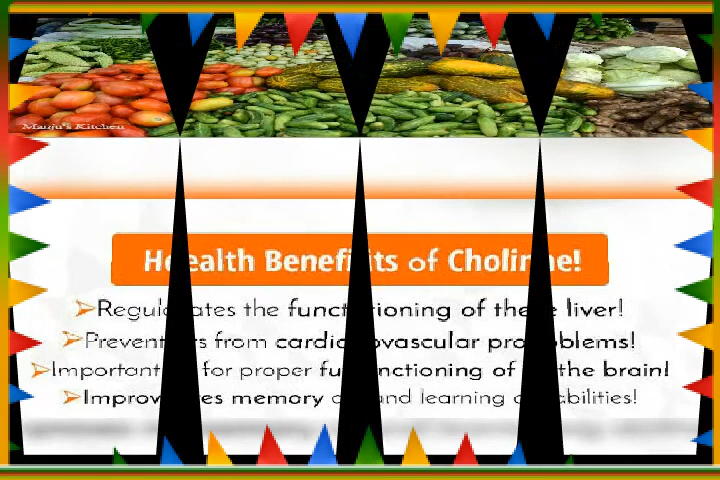 Manju's Kitchen
Health Benefits of Choline!
➢Regulates the functioning of the liver!
➢Prevents from cardiovascular problems!
➢Important for proper functioning of the brain!
➢Improves memory and learning abilities!